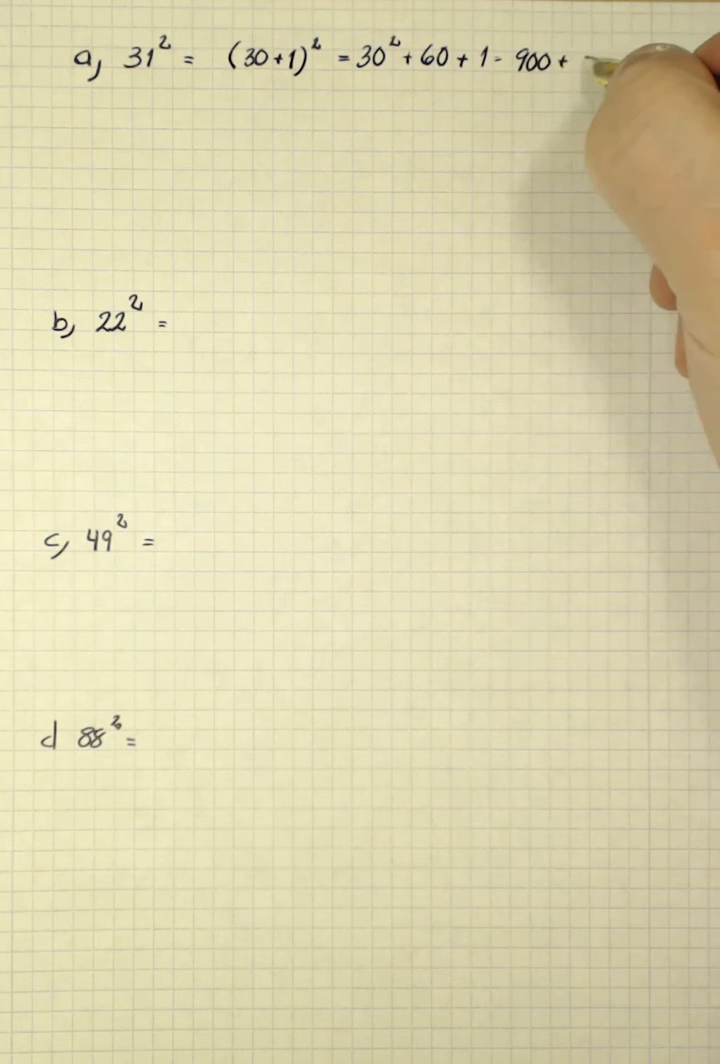 a, 31² = (30+1)² = 30² + 60 + 1 = 900 +
b, 22² =
c, 49² =
d 88² =